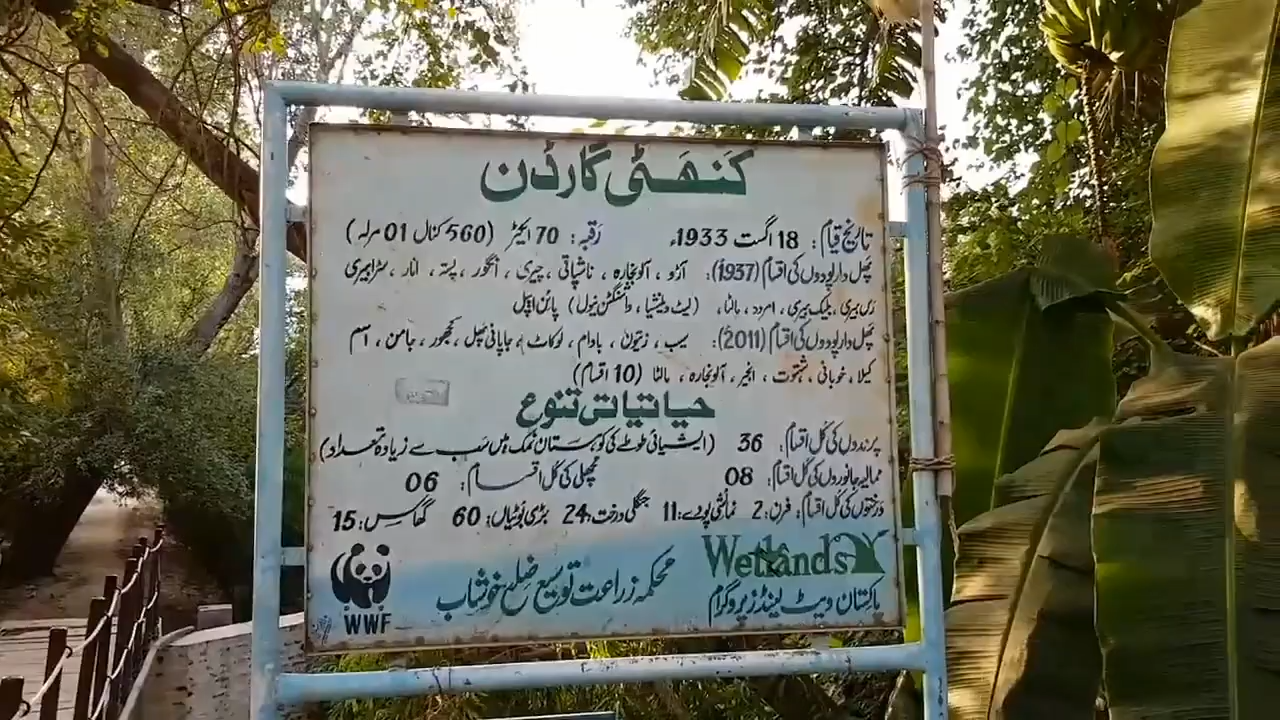 کنھٹی گارڈن
تاریخ قیام: 18 اگست 1933ء رقبہ: 70 ایکڑ (560 کنال 01 مرلہ)
پھل دار پودوں کی اقسام (1937): آڑو ، آلو بخارہ ، ناشپاتی ، چیری ، انگور ، پستہ ، انار ، سٹرابیری
رس بیری، بلیک بیری، امرود، مالٹا، (لیٹ ویلنشیا، واشنگٹن نیول) پائن ایپل
پھل دار پودوں کی اقسام (2011): سیب ، زیتون ، بادام ، لوکاٹ ، جاپانی پھل ، کھجور ، جامن ، آم
کیلا ، خوبانی ، شہتوت ، انجیر ، آلو بخارہ ، مالٹا (10 اقسام)
حیاتیاتی تنوع
پرندوں کی کل اقسام: 36 (ایشیائی طوطے کی کوہستان نمک میں سب سے زیادہ تعداد)
ممالیہ جانوروں کی کل اقسام: 08 مچھلی کی کل اقسام: 06
درختوں کی کل اقسام: فرن: 2 نمائشی پودے: 11 جنگلی درخت: 24 جڑی بوٹیاں: 60 گھاس: 15
Wetlands
پاکستان ویٹ لینڈز پروگرام
محکمہ زراعت توسیع ضلع خوشاب
WWF